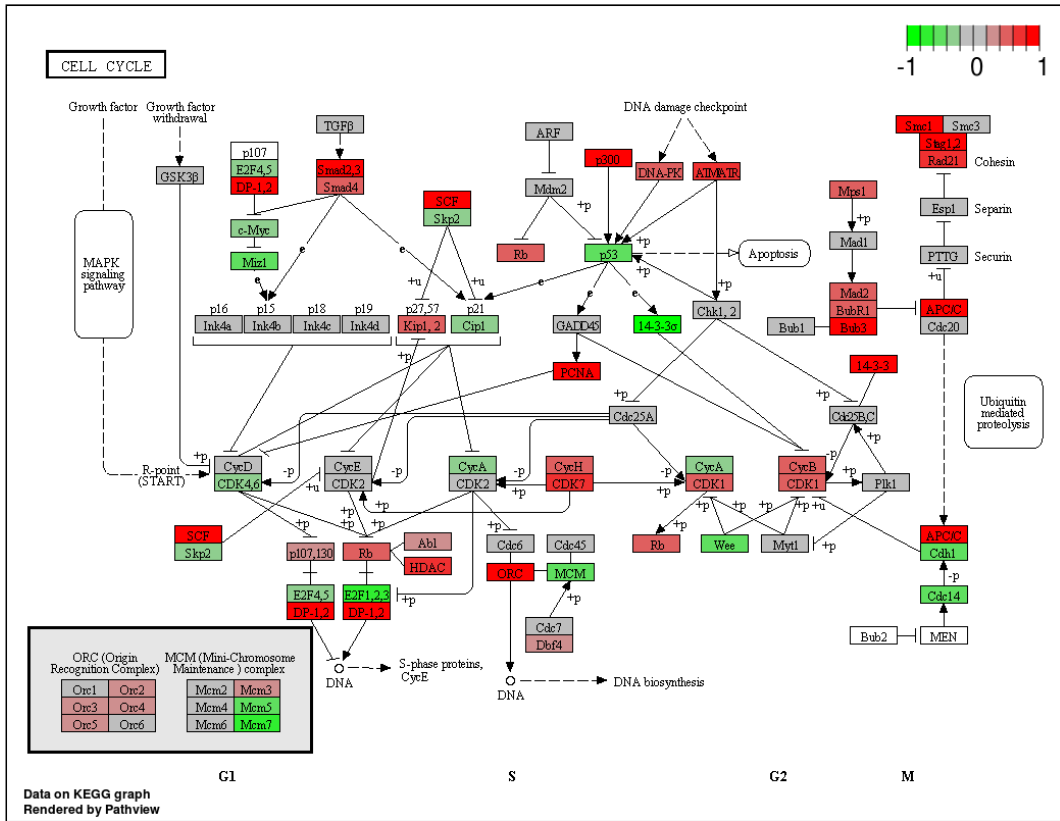 CELL CYCLE
-1 0 1
Growth factor
Growth factor
withdrawal
TGFβ
GSK3β
p107
E2F4,5
DP-1,2
Smad2,3
Smad4
c-Myc
Miz1
SCF
Skp2
MAPK
signaling
pathway
ARF
Mdm2
Rb
DNA damage checkpoint
p300
DNA-PK
ATMATR
p53
Apoptosis
Smc1 Smc3
Stag1,2
Rad21
Cohesin
Mps1
Esp1
Separin
Mad1
PTTG
Securin
Mad2
BubR1
Bub3
Bub1
APC/C
Cdc20
+p
+p
+p
+p
+p
+u
e
e
e
e
e
e
+u
+u
p16
Ink4a
p15
Ink4b
p18
Ink4c
p19
Ink4d
p27,57
Kip1, 2
p21
Cip1
GADD45
14-3-3σ
Chk1, 2
PCNA
14-3-3
+p
+p
+p
Cdc25A
Cdc25B,C
Ubiquitin
mediated
proteolysis
R-point
(START)
+p
CycD
CDK4,6
-p
+u
CycE
CDK2
-p
CycA
CDK2
-p
+p
CycH
CDK7
-p
+p
CycA
CDK1
CycB
CDK1
-p
+p
+p
Plk1
SCF
Skp2
+p
+p
+p
+p
+p
+p
+p
+p
+p
+u
+p
p107,130
Rb
Abl
HDAC
Cdc6
Cdc45
ORC
MCM
Rb
Wee
Myt1
APC/C
Cdh1
-p
Cdc14
E2F4,5
DP-1,2
E2F1,2,3
DP-1,2
+p
+p
Cdc7
Dbf4
Bub2
MEN
DNA
S-phase proteins,
CycE
DNA
DNA biosynthesis
ORC (Origin
Recognition Complex)
MCM (Mini-Chromosome
Maintenance ) complex
Orc1 Orc2
Orc3 Orc4
Orc5 Orc6
Mcm2 Mcm3
Mcm4 Mcm5
Mcm6 Mcm7
G1 S G2 M
Data on KEGG graph
Rendered by Pathview